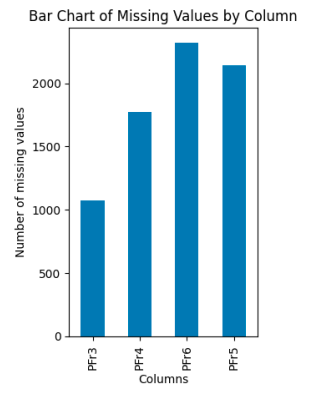 Bar Chart of Missing Values by Column
Number of missing values
2000
1500
1000
500
0
PFr3
PFr4
PFr6
PFr5
Columns